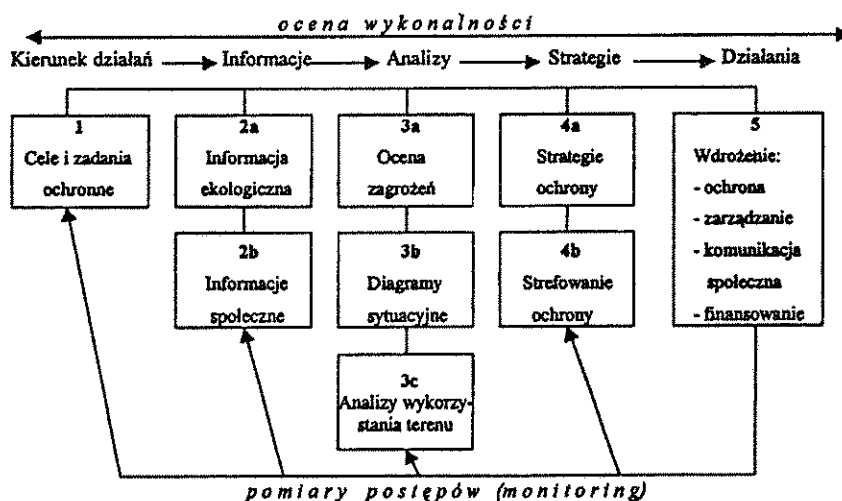 ocena wykonalności
Kierunek działań Informacje Analizy Strategie Działania
1
Cele i zadania
ochronne
2a
Informacja
ekologiczna
2b
Informacje
społeczne
3a
Ocena
zagrożeń
3b
Diagramy
sytuacyjne
3c
Analizy wykorzy-
stania terenu
4a
Strategie
ochrony
4b
Strefowanie
ochrony
5
Wdrożenie:
- ochrona
- zarządzanie
- komunikacja
społeczna
- finansowanie
pomiary postępów (monitoring)